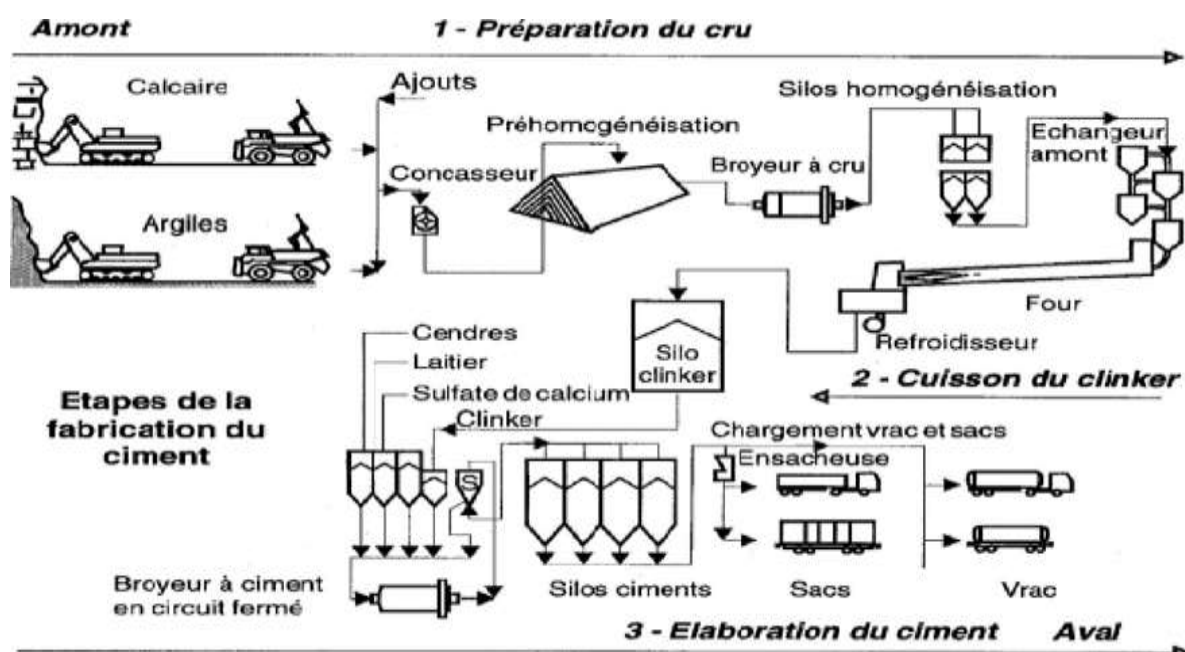 Amont
1 - Préparation du cru
Calcaire
Ajouts
Silos homogénéisation
Préhomogénéisation
Echangeur
amont
Broyeur à cru
Concasseur
Argiles
Four
Refroidisseur
Silo
clinker
2 - Cuisson du clinker
Cendres
Laitier
Sulfate de calcium
Clinker
Etapes de la
fabrication du
ciment
Chargement vrac et sacs
Ensacheuse
S
Broyeur à ciment
en circuit fermé
Silos ciments
Sacs
Vrac
3 - Elaboration du ciment
Aval